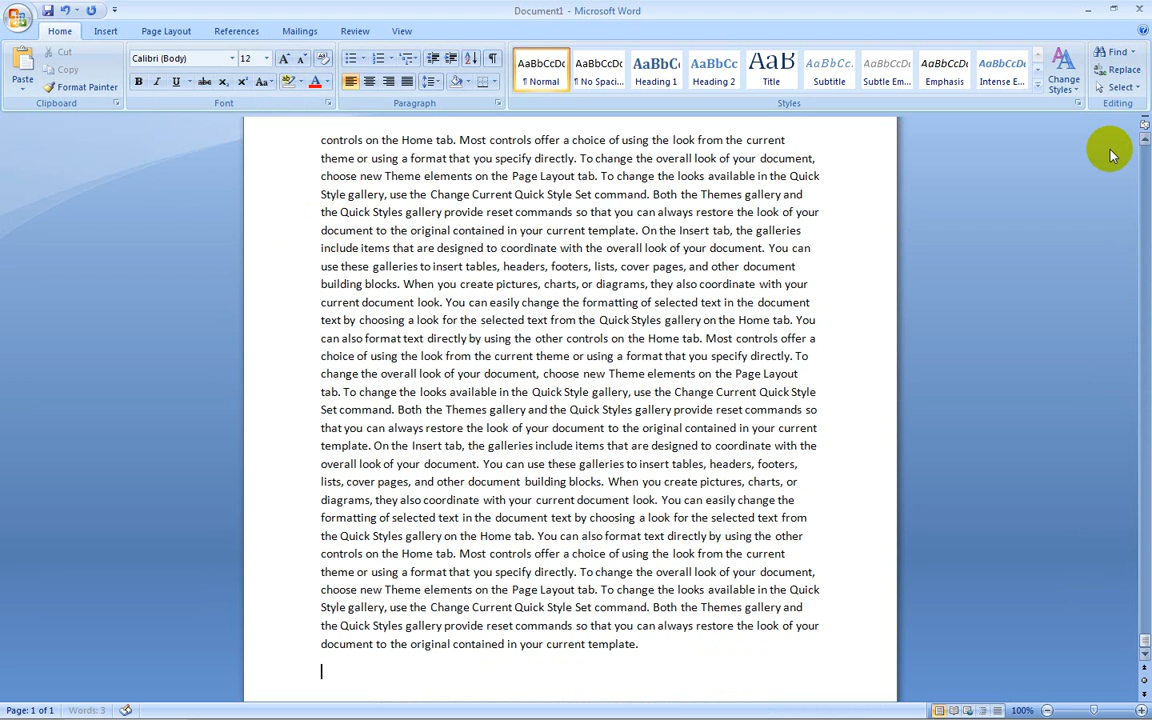 Document1 - Microsoft Word
Home Insert Page Layout References Mailings Review View
Paste
Cut
Copy
Format Painter
Clipboard
Calibri (Body) 12
B I U abc x₂ x² Aa
Font
Paragraph
AaBbCcDc AaBbCcDc AaBbC AaBbCc AaB AaBbCc. AaBbCcDc AaBbCcDc AaBbCcDc
¶ Normal ¶ No Spaci... Heading 1 Heading 2 Title Subtitle Subtle Em... Emphasis Intense E...
Change Styles
Styles
Find
Replace
Select
Editing
controls on the Home tab. Most controls offer a choice of using the look from the current
theme or using a format that you specify directly. To change the overall look of your document,
choose new Theme elements on the Page Layout tab. To change the looks available in the Quick
Style gallery, use the Change Current Quick Style Set command. Both the Themes gallery and
the Quick Styles gallery provide reset commands so that you can always restore the look of your
document to the original contained in your current template. On the Insert tab, the galleries
include items that are designed to coordinate with the overall look of your document. You can
use these galleries to insert tables, headers, footers, lists, cover pages, and other document
building blocks. When you create pictures, charts, or diagrams, they also coordinate with your
current document look. You can easily change the formatting of selected text in the document
text by choosing a look for the selected text from the Quick Styles gallery on the Home tab. You
can also format text directly by using the other controls on the Home tab. Most controls offer a
choice of using the look from the current theme or using a format that you specify directly. To
change the overall look of your document, choose new Theme elements on the Page Layout
tab. To change the looks available in the Quick Style gallery, use the Change Current Quick Style
Set command. Both the Themes gallery and the Quick Styles gallery provide reset commands so
that you can always restore the look of your document to the original contained in your current
template. On the Insert tab, the galleries include items that are designed to coordinate with the
overall look of your document. You can use these galleries to insert tables, headers, footers,
lists, cover pages, and other document building blocks. When you create pictures, charts, or
diagrams, they also coordinate with your current document look. You can easily change the
formatting of selected text in the document text by choosing a look for the selected text from
the Quick Styles gallery on the Home tab. You can also format text directly by using the other
controls on the Home tab. Most controls offer a choice of using the look from the current
theme or using a format that you specify directly. To change the overall look of your document,
choose new Theme elements on the Page Layout tab. To change the looks available in the Quick
Style gallery, use the Change Current Quick Style Set command. Both the Themes gallery and
the Quick Styles gallery provide reset commands so that you can always restore the look of your
document to the original contained in your current template.
Page: 1 of 1 Words: 3 100%